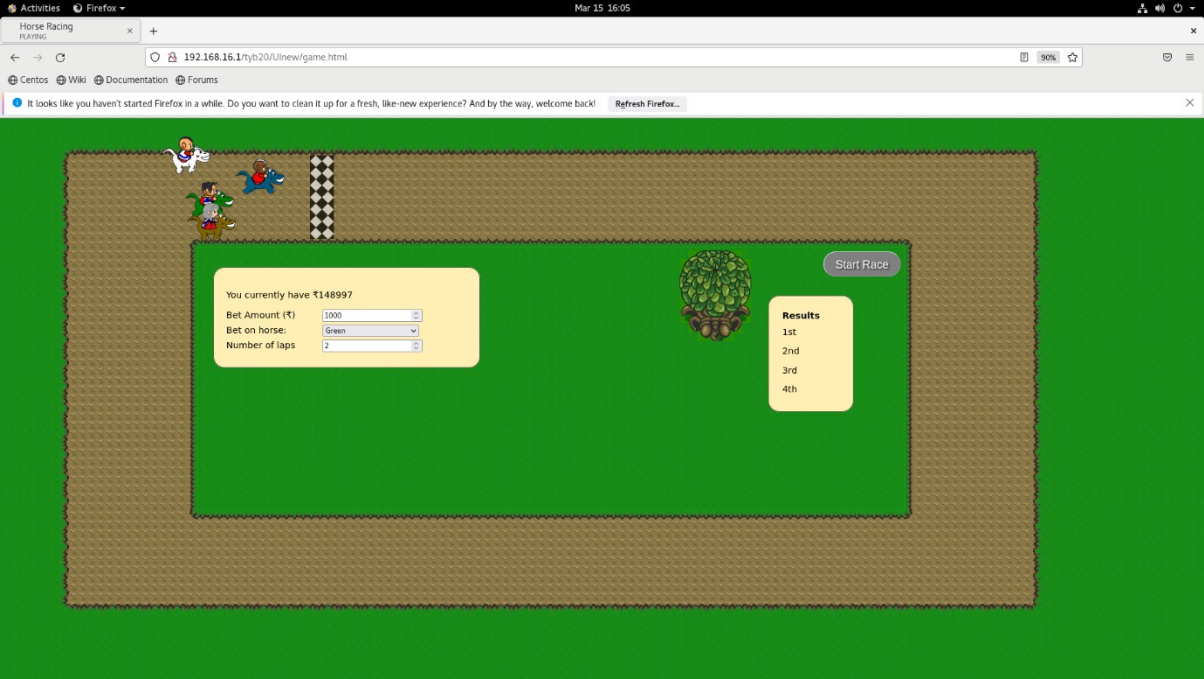 Activities Firefox Mar 15 16:05
Horse Racing
PLAYING
192.168.16.1/tyb20/UInew/game.html 90%
Centos Wiki Documentation Forums
It looks like you haven't started Firefox in a while. Do you want to clean it up for a fresh, like-new experience? And by the way, welcome back! Refresh Firefox...
Start Race
You currently have ₹148997
Bet Amount (₹) 1000
Bet on horse: Green
Number of laps 2
Results
1st
2nd
3rd
4th